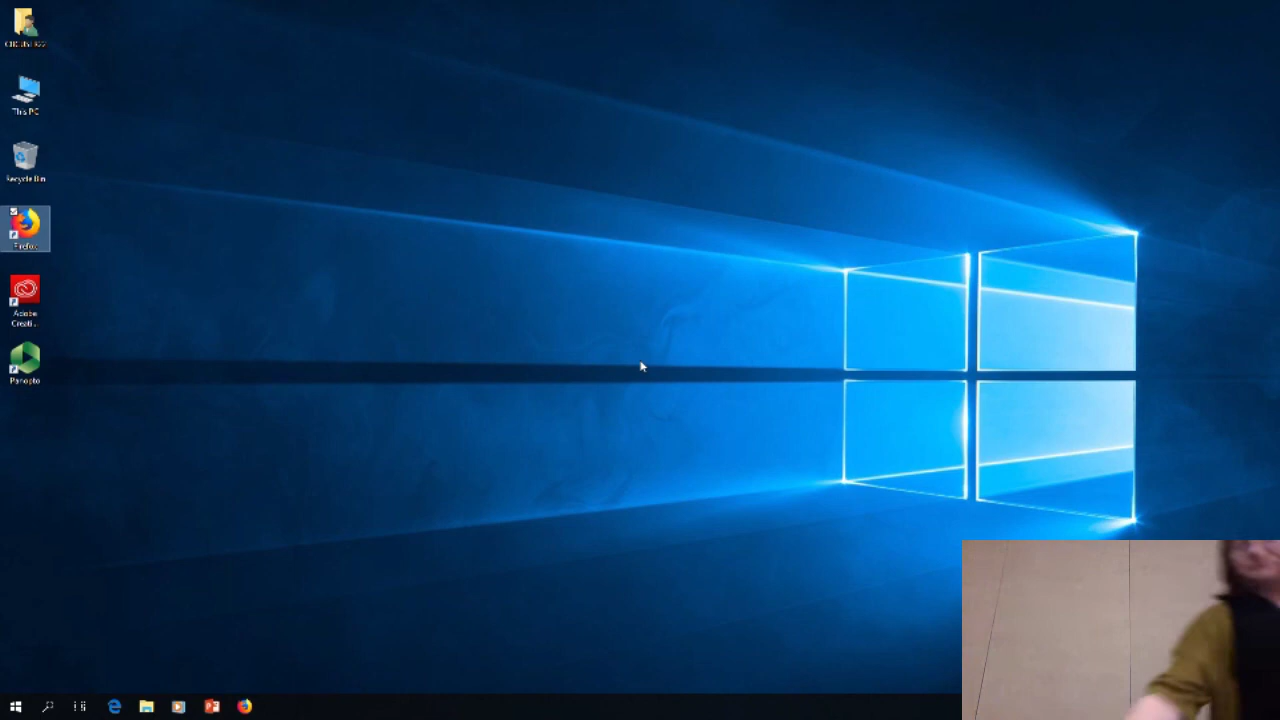 This PC
Recycle Bin
Firefox
Adobe
Creati...
Panopto